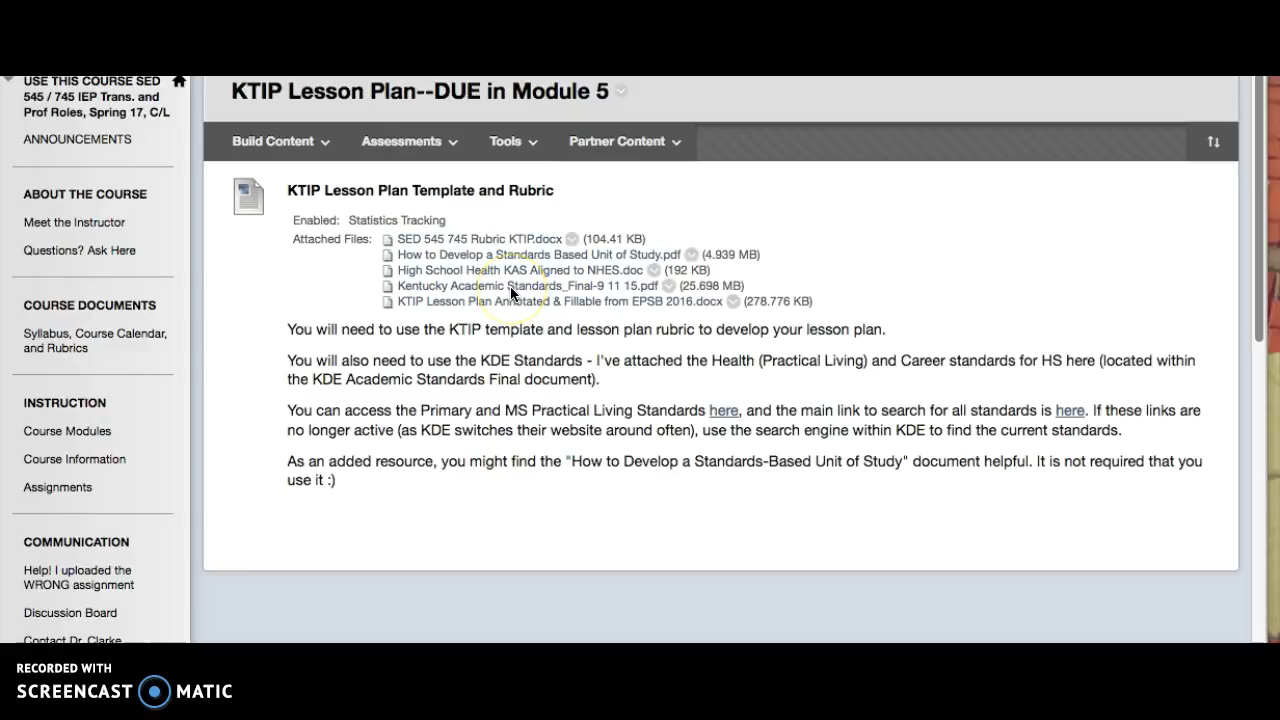 USE THIS COURSE SED
545 / 745 IEP Trans. and
Prof Roles, Spring 17, C/L
ANNOUNCEMENTS
ABOUT THE COURSE
Meet the Instructor
Questions? Ask Here
COURSE DOCUMENTS
Syllabus, Course Calendar,
and Rubrics
INSTRUCTION
Course Modules
Course Information
Assignments
COMMUNICATION
Help! I uploaded the
WRONG assignment
Discussion Board
Contact Dr. Clarke
KTIP Lesson Plan--DUE in Module 5
Build Content Assessments Tools Partner Content
KTIP Lesson Plan Template and Rubric
Enabled: Statistics Tracking
Attached Files: SED 545 745 Rubric KTIP.docx (104.41 KB)
How to Develop a Standards Based Unit of Study.pdf (4.939 MB)
High School Health KAS Aligned to NHES.doc (192 KB)
Kentucky Academic Standards_Final-9 11 15.pdf (25.698 MB)
KTIP Lesson Plan Annotated & Fillable from EPSB 2016.docx (278.776 KB)
You will need to use the KTIP template and lesson plan rubric to develop your lesson plan.
You will also need to use the KDE Standards - I've attached the Health (Practical Living) and Career standards for HS here (located within
the KDE Academic Standards Final document).
You can access the Primary and MS Practical Living Standards here, and the main link to search for all standards is here. If these links are
no longer active (as KDE switches their website around often), use the search engine within KDE to find the current standards.
As an added resource, you might find the "How to Develop a Standards-Based Unit of Study" document helpful. It is not required that you
use it :)
RECORDED WITH
SCREENCAST MATIC